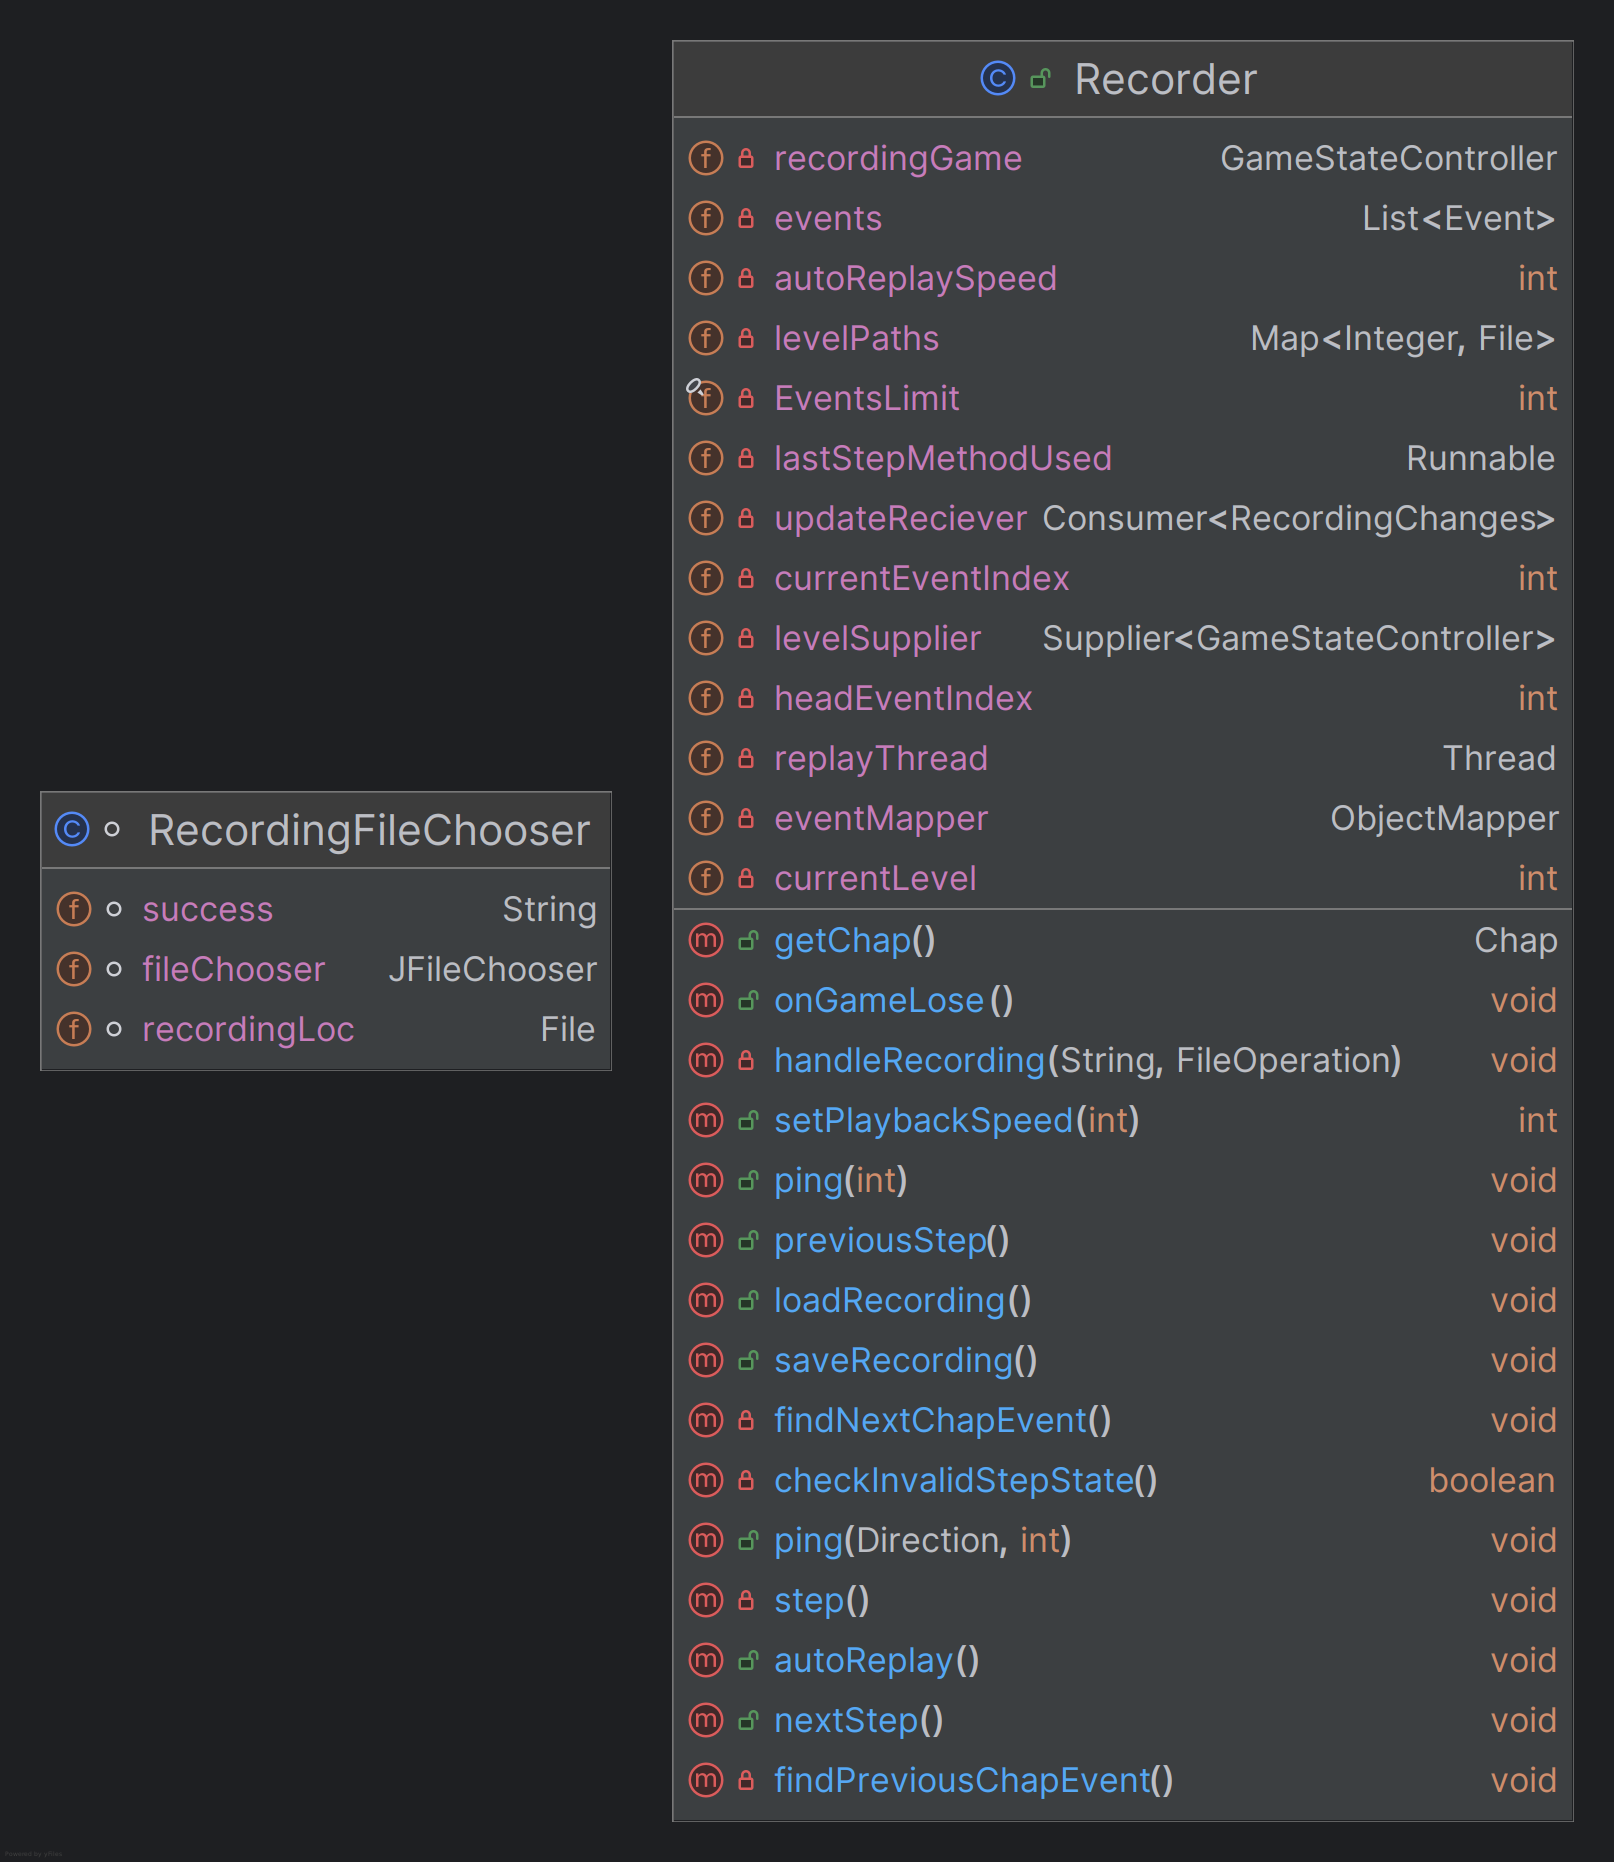 Recorder
recordingGame GameStateController
events List<Event>
autoReplaySpeed int
levelPaths Map<Integer, File>
EventsLimit int
lastStepMethodUsed Runnable
updateReciever Consumer<RecordingChanges>
currentEventIndex int
levelSupplier Supplier<GameStateController>
headEventIndex int
replayThread Thread
eventMapper ObjectMapper
currentLevel int
getChap() Chap
onGameLose() void
handleRecording(String, FileOperation) void
setPlaybackSpeed(int) int
ping(int) void
previousStep() void
loadRecording() void
saveRecording() void
findNextChapEvent() void
checkInvalidStepState() boolean
ping(Direction, int) void
step() void
autoReplay() void
nextStep() void
findPreviousChapEvent() void
RecordingFileChooser
success String
fileChooser JFileChooser
recordingLoc File
Powered by yFiles